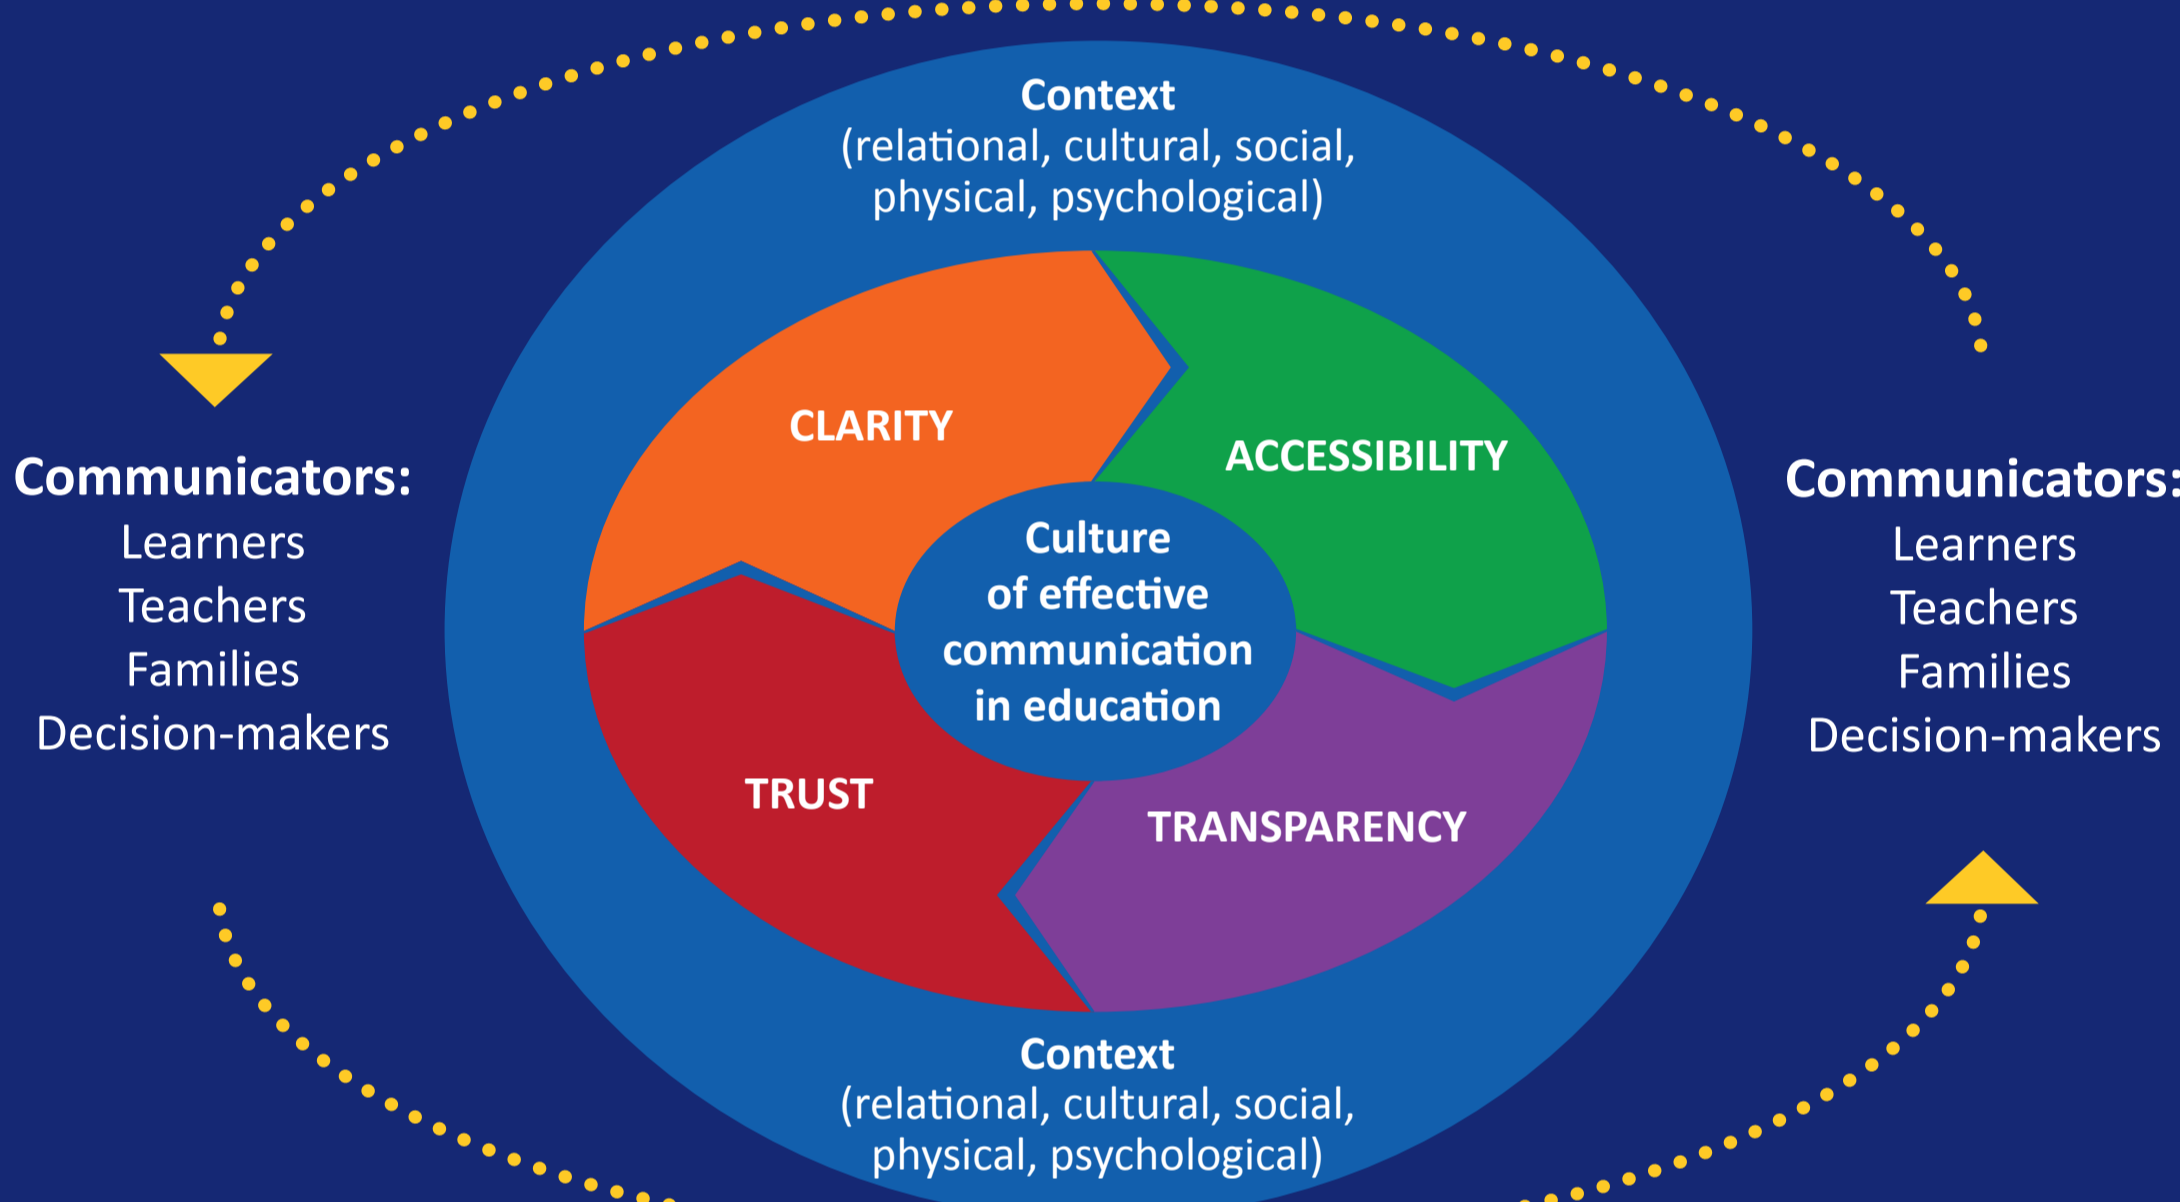 Context
(relational, cultural, social,
physical, psychological)
CLARITY
ACCESSIBILITY
Communicators:
Learners
Teachers
Families
Decision-makers
Culture
of effective
communication
in education
Communicators:
Learners
Teachers
Families
Decision-makers
TRUST
TRANSPARENCY
Context
(relational, cultural, social,
physical, psychological)